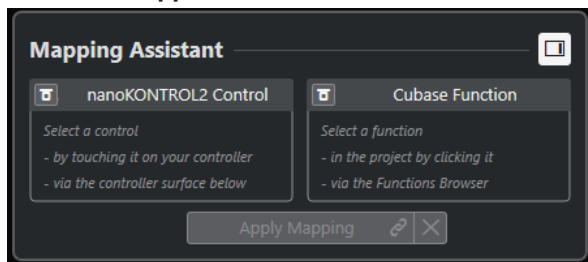 Mapping Assistant
nanoKONTROL2 Control
Cubase Function
Select a control
- by touching it on your controller
- via the controller surface below
Select a function
- in the project by clicking it
- via the Functions Browser
Apply Mapping